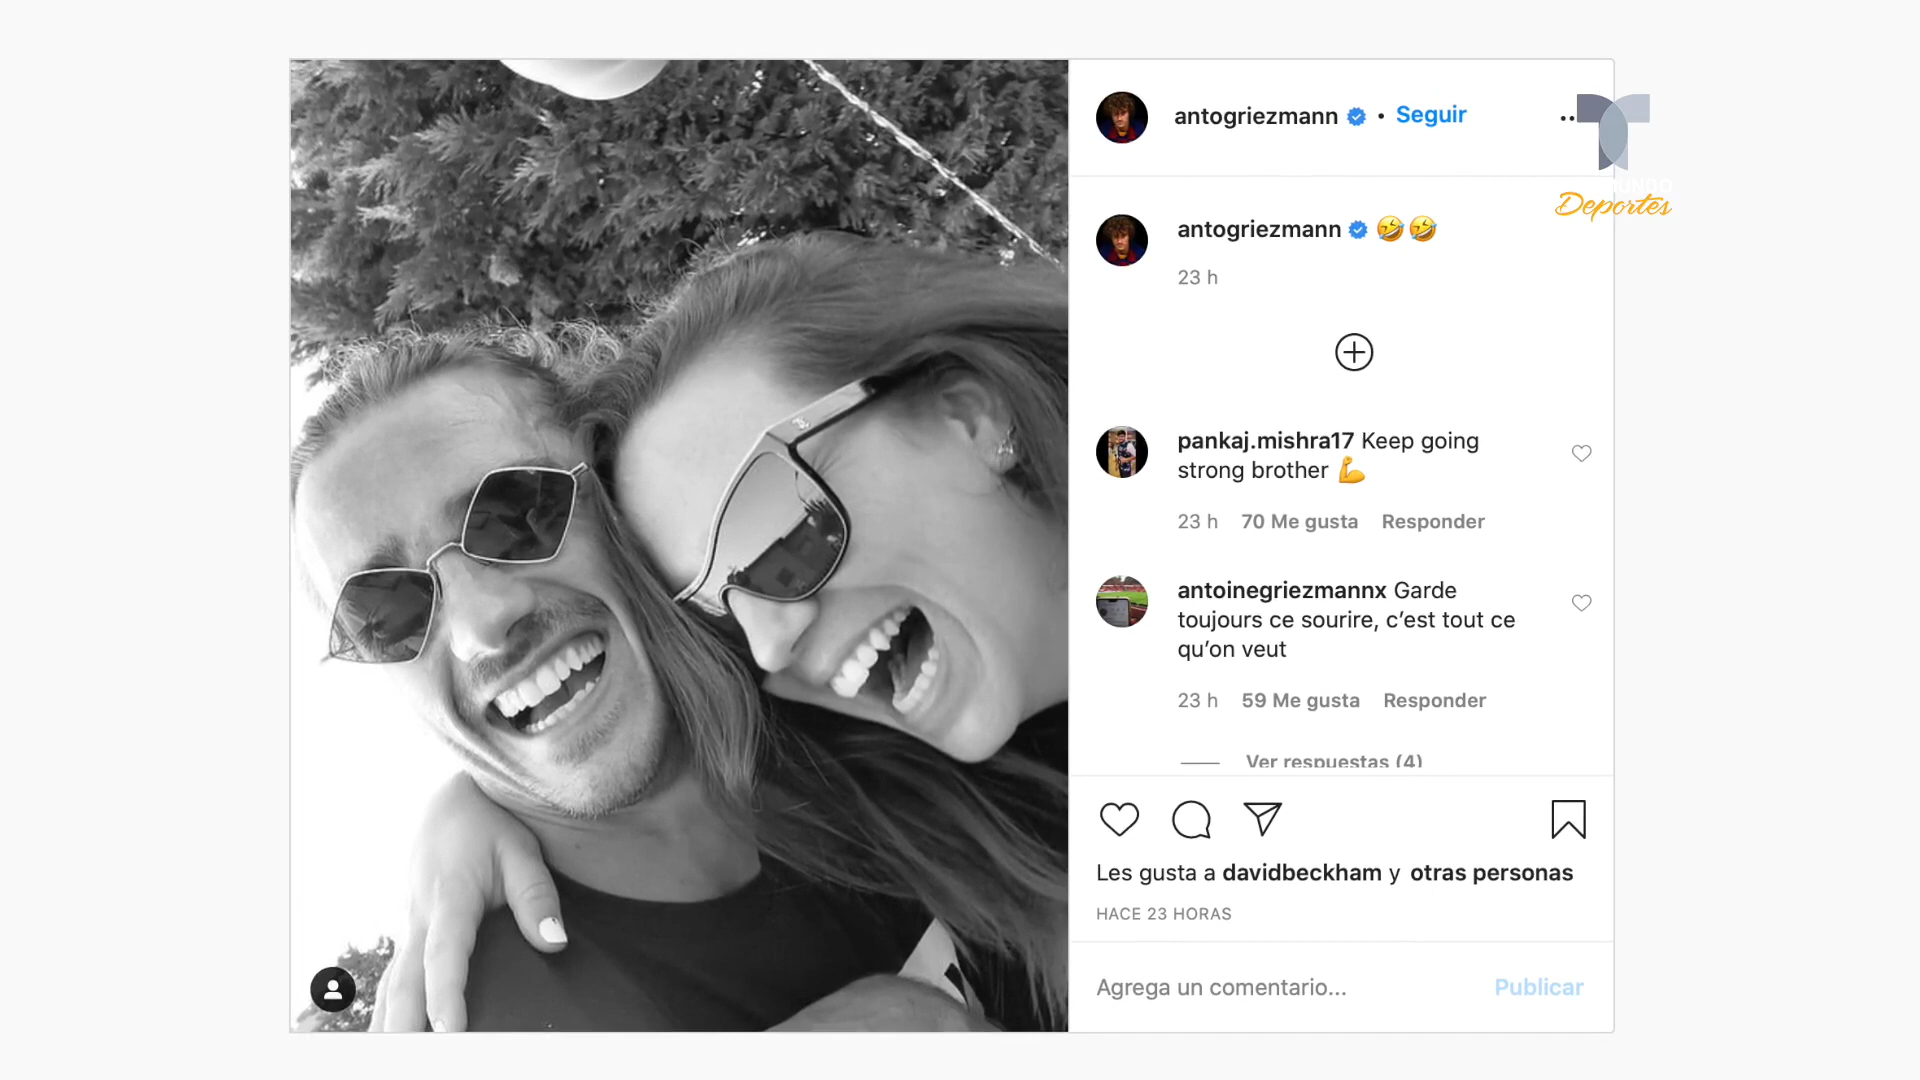 antogriezmann • Seguir
Deportes
antogriezmann 🤣🤣
23 h
pankaj.mishra17 Keep going
strong brother 💪
23 h 70 Me gusta Responder
antoinegriezmannx Garde
toujours ce sourire, c’est tout ce
qu’on veut
23 h 59 Me gusta Responder
Ver respuestas (4)
Les gusta a davidbeckham y otras personas
HACE 23 HORAS
Agrega un comentario... Publicar